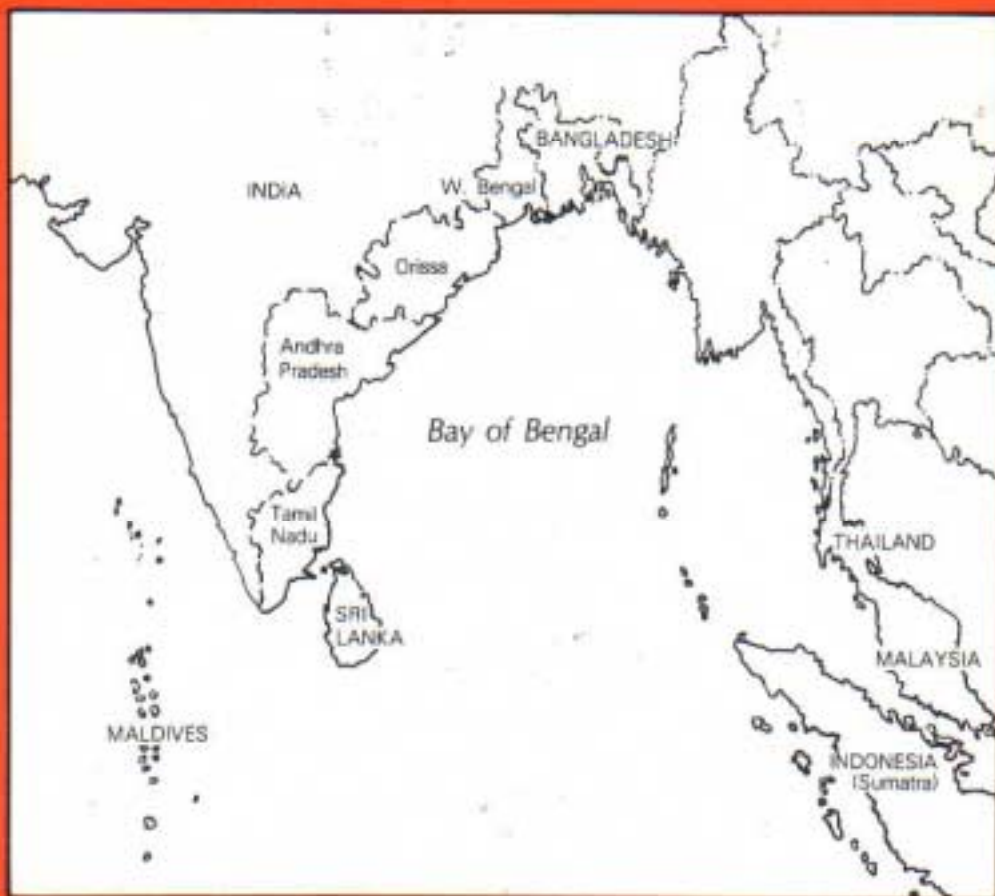 BANGLADESH
INDIA
W. Bengal
Orissa
Andhra
Pradesh
Bay of Bengal
Tamil
Nadu
THAILAND
SRI
LANKA
MALAYSIA
MALDIVES
INDONESIA
(Sumatra)